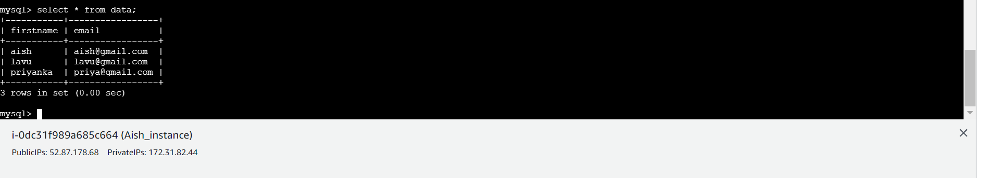 mysql> select * from data;
+-----------+-----------------+
| firstname | email           |
+-----------+-----------------+
| aish      | aish@gmail.com  |
| lavu      | lavu@gmail.com  |
| priyanka  | priya@gmail.com |
+-----------+-----------------+
3 rows in set (0.00 sec)
mysql>
i-0dc31f989a685c664 (Aish_instance)
PublicIPs: 52.87.178.68 PrivateIPs: 172.31.82.44